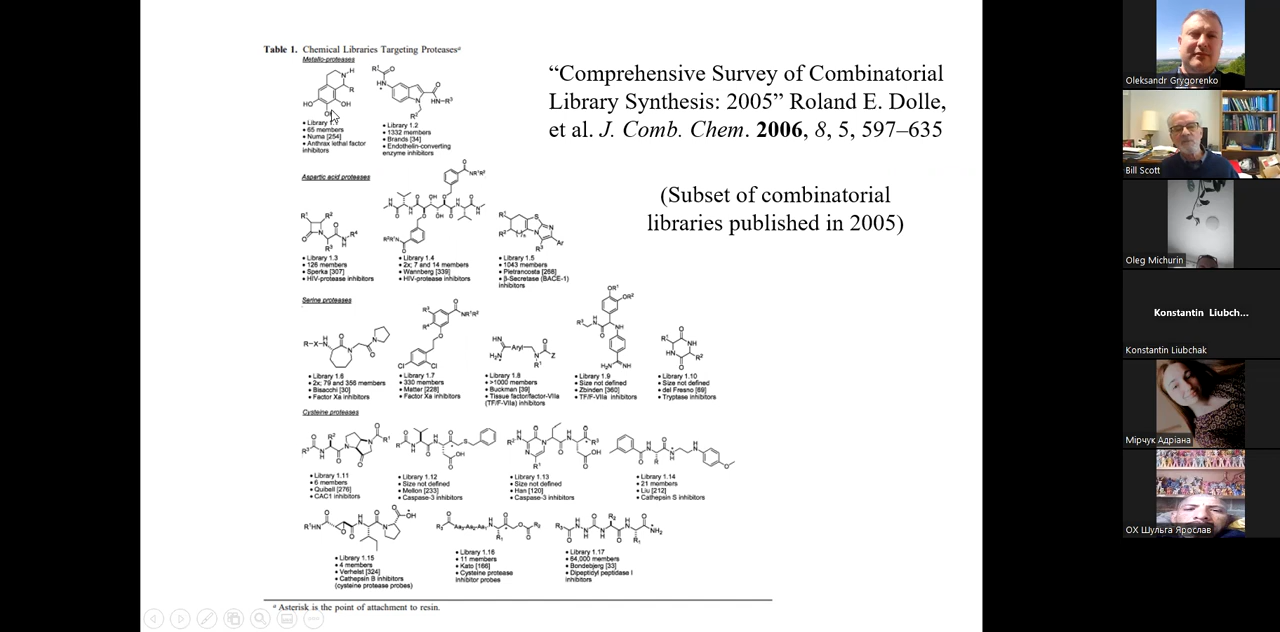 Table 1. Chemical Libraries Targeting Proteasesᵃ
“Comprehensive Survey of Combinatorial
Library Synthesis: 2005” Roland E. Dolle,
et al. J. Comb. Chem. 2006, 8, 5, 597–635
(Subset of combinatorial
libraries published in 2005)
Metallo-proteases
• Library
• 65 members
• Numa [254]
• Anthrax lethal factor
inhibitors
• Library 1.2
• 1332 members
• Brands [34]
• Endothelin-converting
enzyme inhibitors
Aspartic acid proteases
• Library 1.3
• 126 members
• Sperka [307]
• HIV-protease inhibitors
• Library 1.4
• 2x; 7 and 14 members
• Wannberg [339]
• HIV-protease inhibitors
• Library 1.5
• 1043 members
• Pietrancosta [268]
• β-Secretase (BACE-1)
inhibitors
Serine proteases
• Library 1.6
• 2x; 79 and 356 members
• Bisacchi [30]
• Factor Xa inhibitors
• Library 1.7
• 330 members
• Matter [228]
• Factor Xa inhibitors
• Library 1.8
• >1000 members
• Buckman [39]
• Tissue factor/factor-VIIa
(TF/F-VIIa) inhibitors
• Library 1.9
• Size not defined
• Zbinden [360]
• TF/F-VIIa inhibitors
• Library 1.10
• Size not defined
• del Fresno [69]
• Tryptase inhibitors
Cysteine proteases
• Library 1.11
• 6 members
• Quibell [276]
• CAC1 inhibitors
• Library 1.12
• Size not defined
• Mellon [233]
• Caspase-3 inhibitors
• Library 1.13
• Size not defined
• Han [120]
• Caspase-3 inhibitors
• Library 1.14
• 21 members
• Liu [212]
• Cathepsin S inhibitors
• Library 1.15
• 4 members
• Verhelst [324]
• Cathepsin B inhibitors
(cysteine protease probes)
• Library 1.16
• 11 members
• Kato [166]
• Cysteine protease
inhibitor probes
• Library 1.17
• 64,000 members
• Bondebjerg [33]
• Dipeptidyl peptidase I
inhibitors
ᵃ Asterisk is the point of attachment to resin.
Oleksandr Grygorenko
Bill Scott
Oleg Michurin
Konstantin Liubch...
Konstantin Liubchak
Мірчук Адріана
ОХ Шульга Ярослав